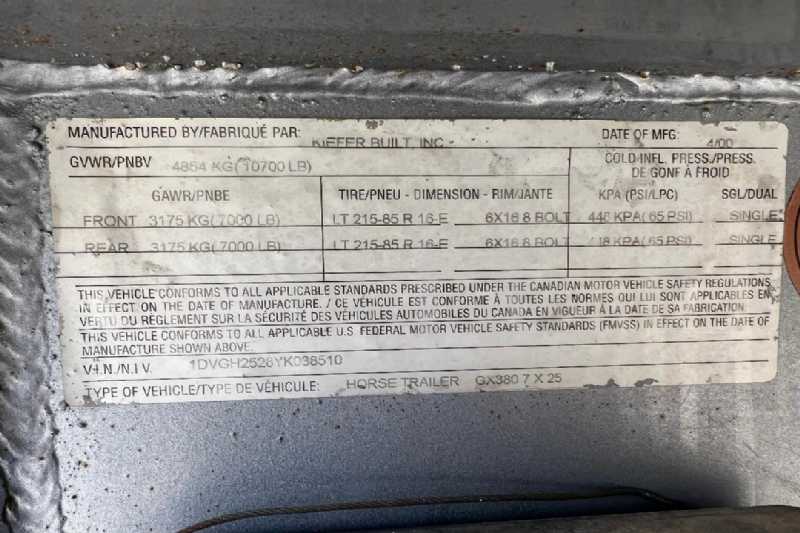 MANUFACTURED BY/FABRIQUÉ PAR: KIEFER BUILT, INC. DATE OF MFG. 4/00
GVWR/PNBV 4854 KG(10700 LB) COLD INFL. PRESS./PRESS. DE GONF À FROID
GAWR/PNBE TIRE/PNEU - DIMENSION - RIM/JANTE KPA (PSI/LPC) SGL/DUAL
FRONT 3175 KG(7000 LB) LT 215-85 R 16-E 6X16 8 BOLT 448 KPA(65 PSI) SINGLE
REAR 3175 KG(7000 LB) LT 215-85 R 16-E 6X16 8 BOLT 448 KPA(65 PSI) SINGLE
THIS VEHICLE CONFORMS TO ALL APPLICABLE STANDARDS PRESCRIBED UNDER THE CANADIAN MOTOR VEHICLE SAFETY REGULATIONS
IN EFFECT ON THE DATE OF MANUFACTURE. / CE VÉHICULE EST CONFORME À TOUTES LES NORMES QUI LUI SONT APPLICABLES EN
VERTU DU RÈGLEMENT SUR LA SÉCURITÉ DES VÉHICULES AUTOMOBILES DU CANADA EN VIGUEUR À LA DATE DE SA FABRICATION.
THIS VEHICLE CONFORMS TO ALL APPLICABLE U.S. FEDERAL MOTOR VEHICLE SAFETY STANDARDS (FMVSS) IN EFFECT ON THE DATE OF
MANUFACTURE SHOWN ABOVE.
V.I.N./N.I.V. 1DVGH2528YK038510
TYPE OF VEHICLE/TYPE DE VÉHICULE: HORSE TRAILER GX380 7 X 25